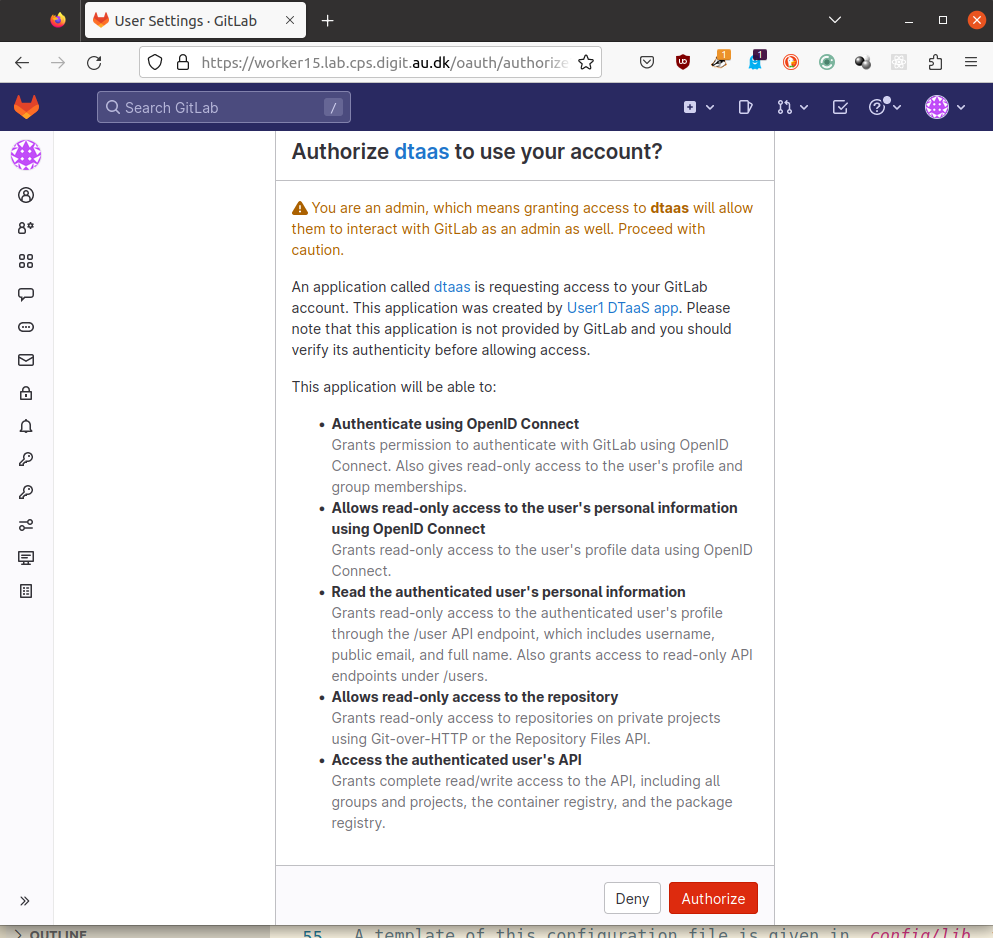 User Settings · GitLab
https://worker15.lab.cps.digit.au.dk/oauth/authorize
1
1
Search GitLab
/
Authorize dtaas to use your account?
You are an admin, which means granting access to dtaas will allow
them to interact with GitLab as an admin as well. Proceed with
caution.
An application called dtaas is requesting access to your GitLab
account. This application was created by User1 DTaaS app. Please
note that this application is not provided by GitLab and you should
verify its authenticity before allowing access.
This application will be able to:
• Authenticate using OpenID Connect
Grants permission to authenticate with GitLab using OpenID
Connect. Also gives read-only access to the user's profile and
group memberships.
• Allows read-only access to the user's personal information
using OpenID Connect
Grants read-only access to the user's profile data using OpenID
Connect.
• Read the authenticated user's personal information
Grants read-only access to the authenticated user's profile
through the /user API endpoint, which includes username,
public email, and full name. Also grants access to read-only API
endpoints under /users.
• Allows read-only access to the repository
Grants read-only access to repositories on private projects
using Git-over-HTTP or the Repository Files API.
• Access the authenticated user's API
Grants complete read/write access to the API, including all
groups and projects, the container registry, and the package
registry.
Deny
Authorize
OUTLINE
55 A template of this configuration file is given in config/lib